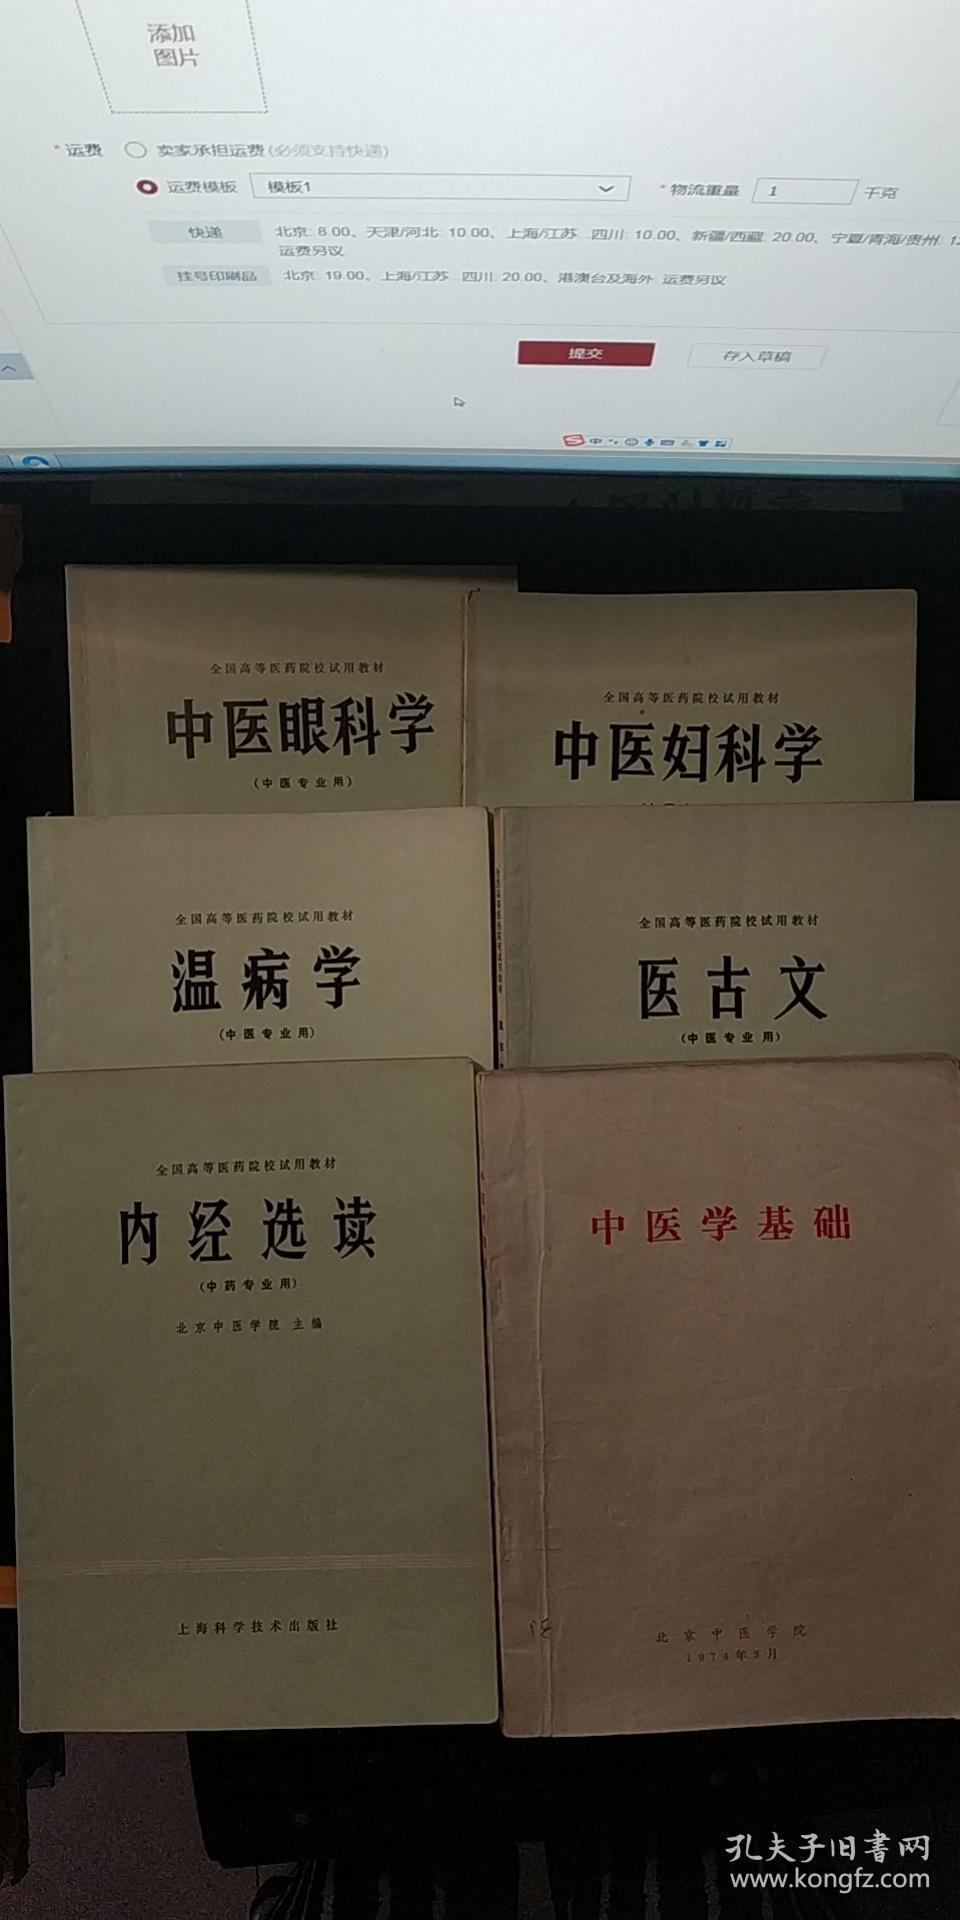 添加
图片
* 运费
卖家承担运费(必须支持快递)
运费模板
模板1
* 物流重量
1
千克
快递
北京: 8.00、天津/河北: 10.00、上海/江苏...四川: 10.00、新疆/西藏: 20.00、宁夏/青海/贵州: 1
运费另议
挂号印刷品
北京: 19.00、上海/江苏...四川: 20.00、港澳台及海外: 运费另议
提交
存入草稿
中
全国高等医药院校试用教材
中医眼科学
(中医专业用)
全国高等医药院校试用教材
中医妇科学
全国高等医药院校试用教材
温病学
(中医专业用)
全国高等医药院校试用教材
医古文
(中医专业用)
全国高等医药院校试用教材
内经选读
(中药专业用)
北京中医学院 主编
上海科学技术出版社
中医学基础
北京中医学院
孔夫子旧书网
www.kongfz.com